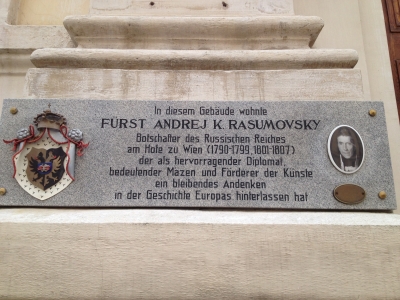 In diesem Gebäude wohnte
FÜRST ANDREJ K. RASUMOVSKY
Botschafter des Russischen Reiches
am Hofe zu Wien (1790-1799, 1801-1807)
der als hervorragender Diplomat,
bedeutender Mäzen und Förderer der Künste
ein bleibendes Andenken
in der Geschichte Europas hinterlassen hat